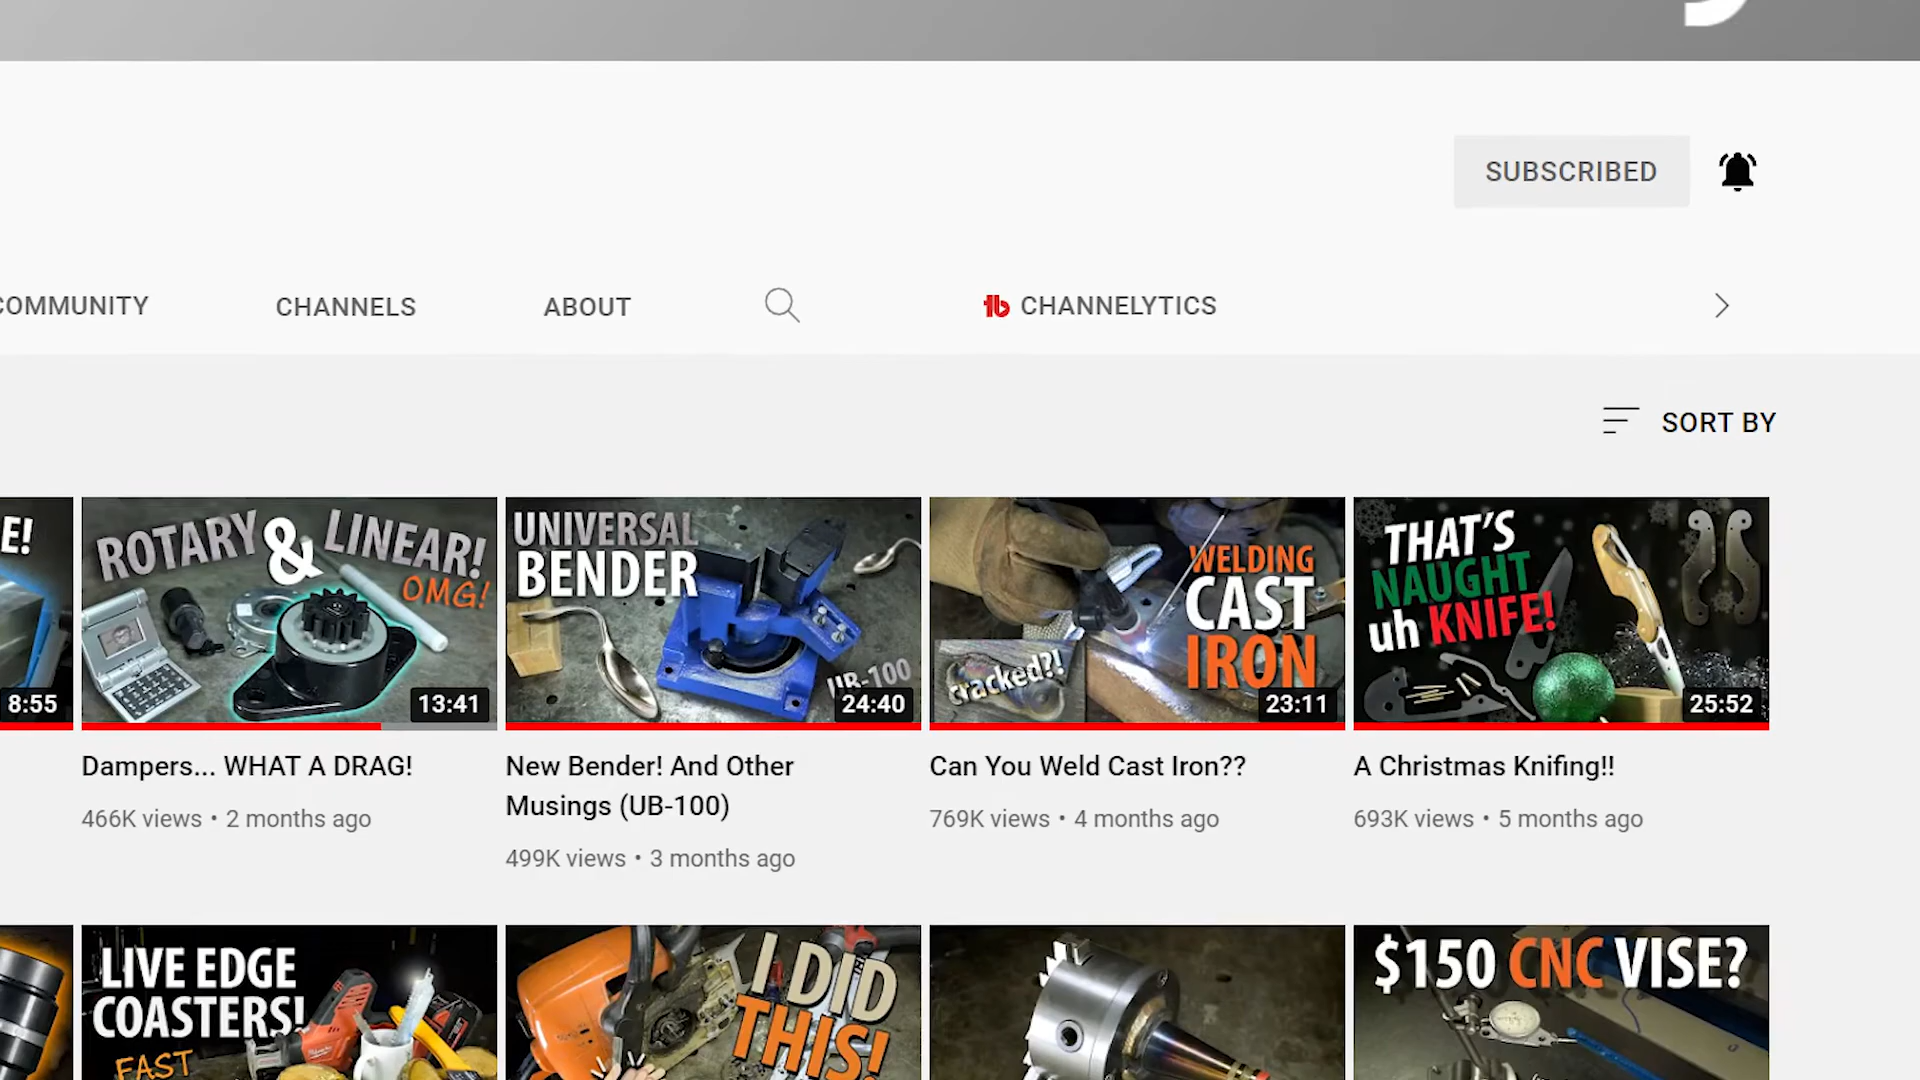 SUBSCRIBED
COMMUNITY
CHANNELS
ABOUT
CHANNELYTICS
SORT BY
E!
8:55
ROTARY & LINEAR!
OMG!
13:41
UNIVERSAL
BENDER
UB-100
24:40
WELDING
CAST
IRON
cracked?!
23:11
THAT'S
NAUGHT
uh KNIFE!
25:52
Dampers... WHAT A DRAG!
466K views • 2 months ago
New Bender! And Other
Musings (UB-100)
499K views • 3 months ago
Can You Weld Cast Iron??
769K views • 4 months ago
A Christmas Knifing!!
693K views • 5 months ago
LIVE EDGE
COASTERS!
FAST
I DID
THIS!
$150 CNC VISE?